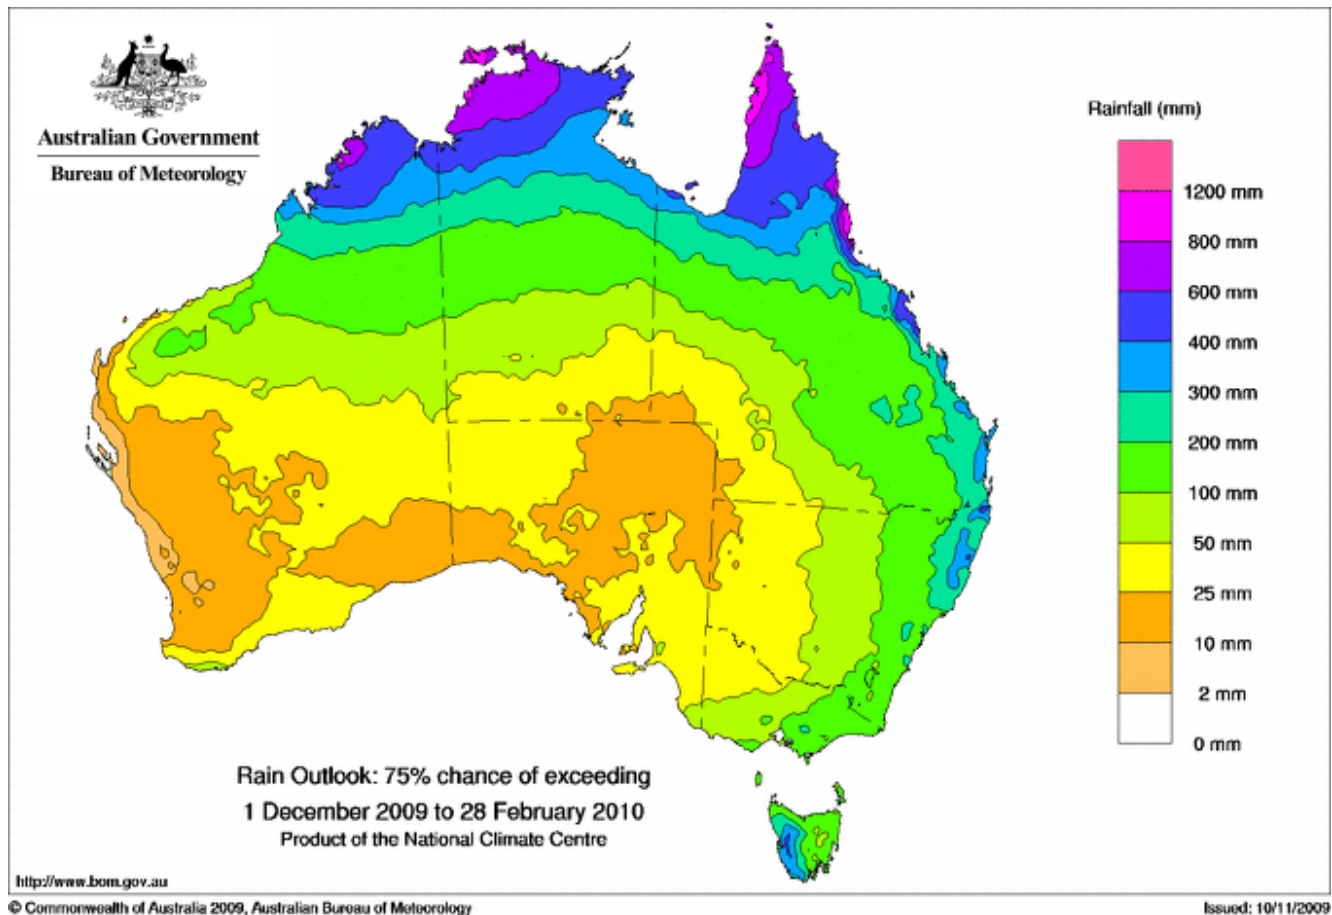 Australian Government
Bureau of Meteorology
Rainfall (mm)
1200 mm
800 mm
600 mm
400 mm
300 mm
200 mm
100 mm
50 mm
25 mm
10 mm
2 mm
0 mm
Rain Outlook: 75% chance of exceeding
1 December 2009 to 28 February 2010
Product of the National Climate Centre
http://www.bom.gov.au
© Commonwealth of Australia 2009, Australian Bureau of Meteorology
Issued: 10/11/2009